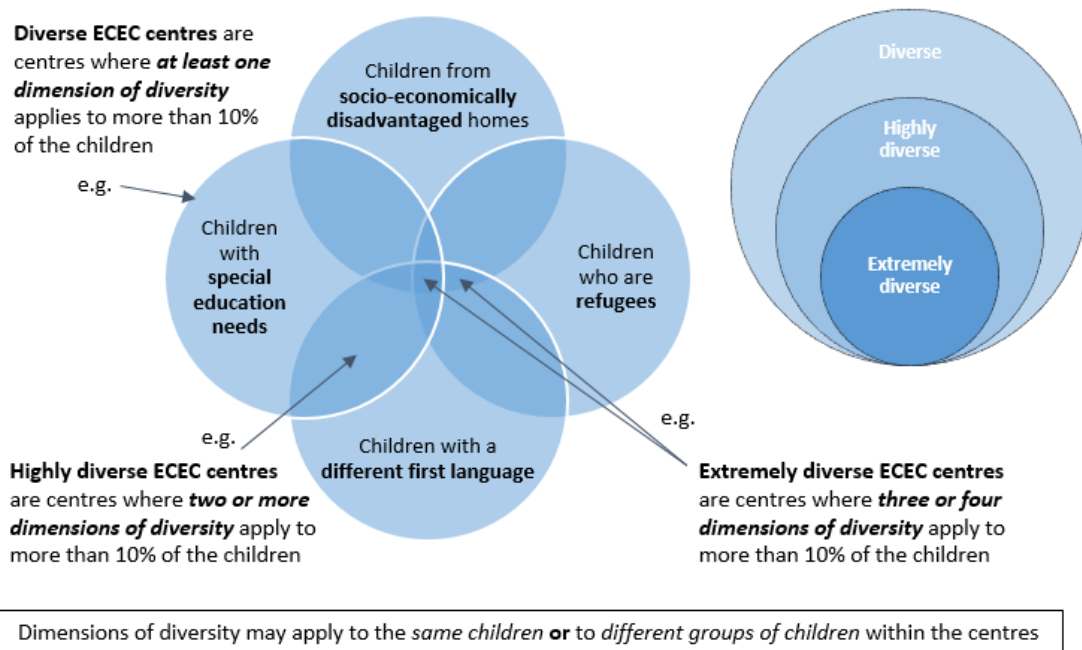 Diverse ECEC centres are
centres where at least one
dimension of diversity
applies to more than 10%
of the children
e.g.
Children from
socio-economically
disadvantaged homes
Children
with
special
education
needs
Children
who are
refugees
Children with a
different first language
Diverse
Highly
diverse
Extremely
diverse
e.g.
Highly diverse ECEC centres
are centres where two or more
dimensions of diversity apply to
more than 10% of the children
e.g.
Extremely diverse ECEC centres
are centres where three or four
dimensions of diversity apply to
more than 10% of the children
Dimensions of diversity may apply to the same children or to different groups of children within the centres